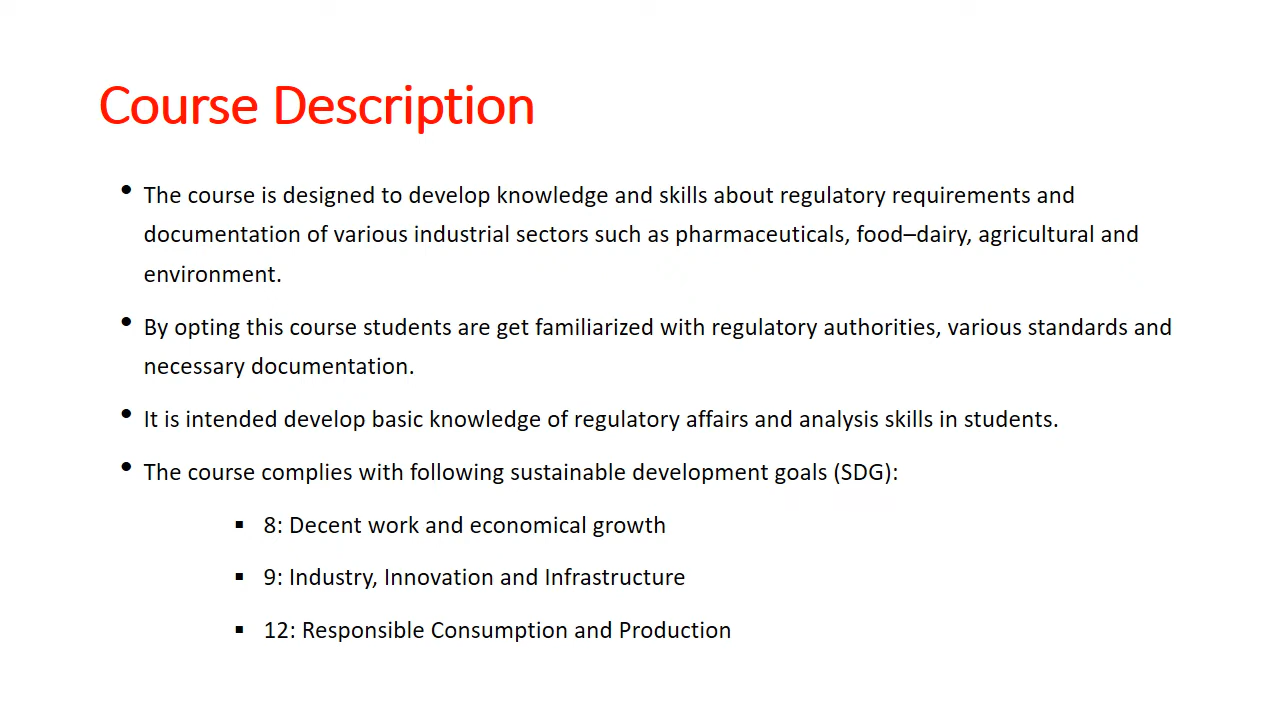 Course Description
• The course is designed to develop knowledge and skills about regulatory requirements and
documentation of various industrial sectors such as pharmaceuticals, food–dairy, agricultural and
environment.
• By opting this course students are get familiarized with regulatory authorities, various standards and
necessary documentation.
• It is intended develop basic knowledge of regulatory affairs and analysis skills in students.
• The course complies with following sustainable development goals (SDG):
▪ 8: Decent work and economical growth
▪ 9: Industry, Innovation and Infrastructure
▪ 12: Responsible Consumption and Production